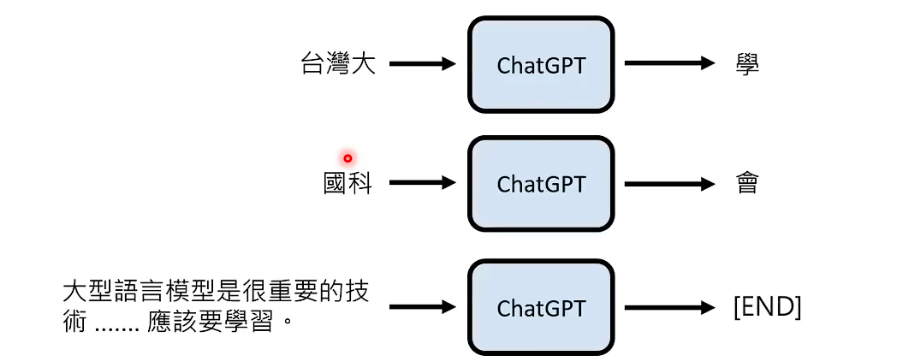 台灣大
ChatGPT
學
國科
ChatGPT
會
大型語言模型是很重要的技
術 ....... 應該要學習。
ChatGPT
[END]